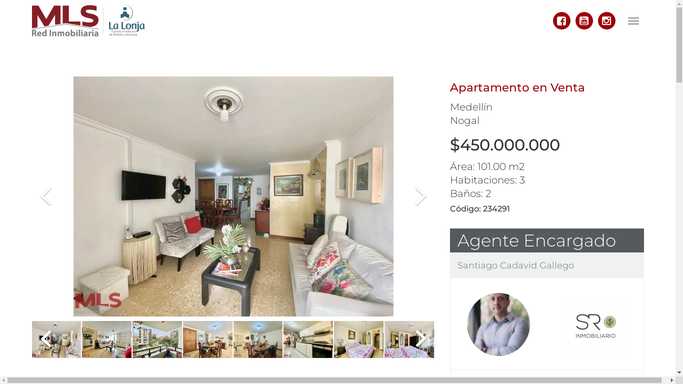 MLS
Red Inmobiliaria
La Lonja
Apartamento en Venta
Medellín
Nogal
$450.000.000
Área: 101.00 m2
Habitaciones: 3
Baños: 2
Código: 234291
MLS
Agente Encargado
Santiago Cadavid Gallego
SR
INMOBILIARIO